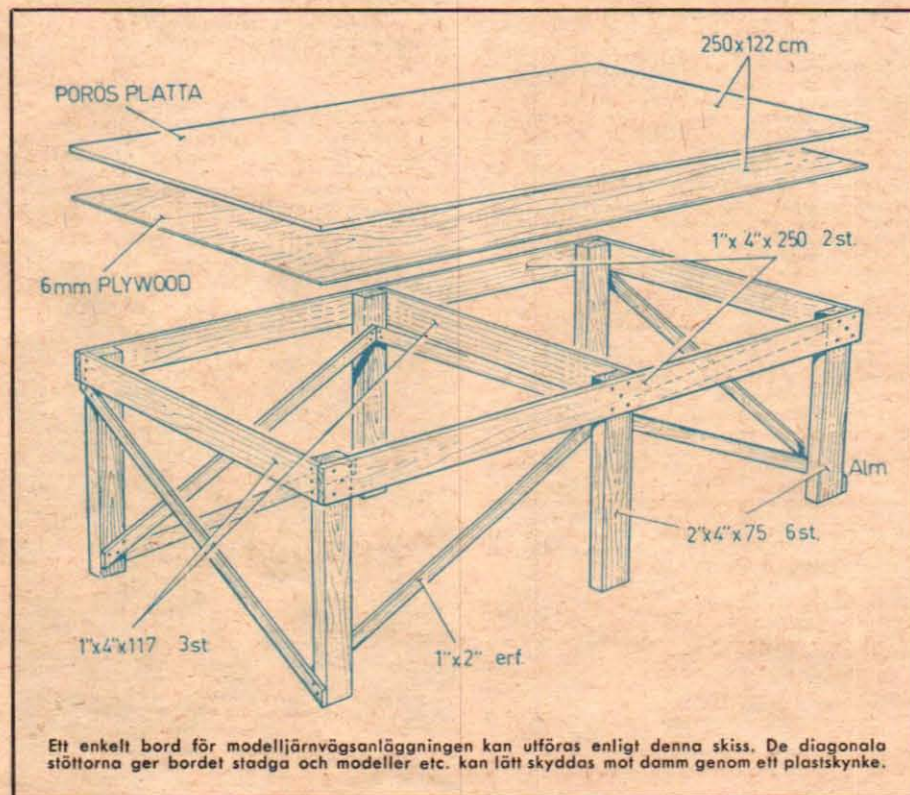 250x122 cm
PORÖS PLATTA
1"x 4"x 250 2st.
6mm PLYWOOD
Alm
2"x4"x75 6st.
1"x4"x117 3st
1"x2" erf.
Ett enkelt bord för modelljärnvägsanläggningen kan utföras enligt denna skiss. De diagonala
stöttorna ger bordet stadga och modeller etc. kan lätt skyddas mot damm genom ett plastskynke.